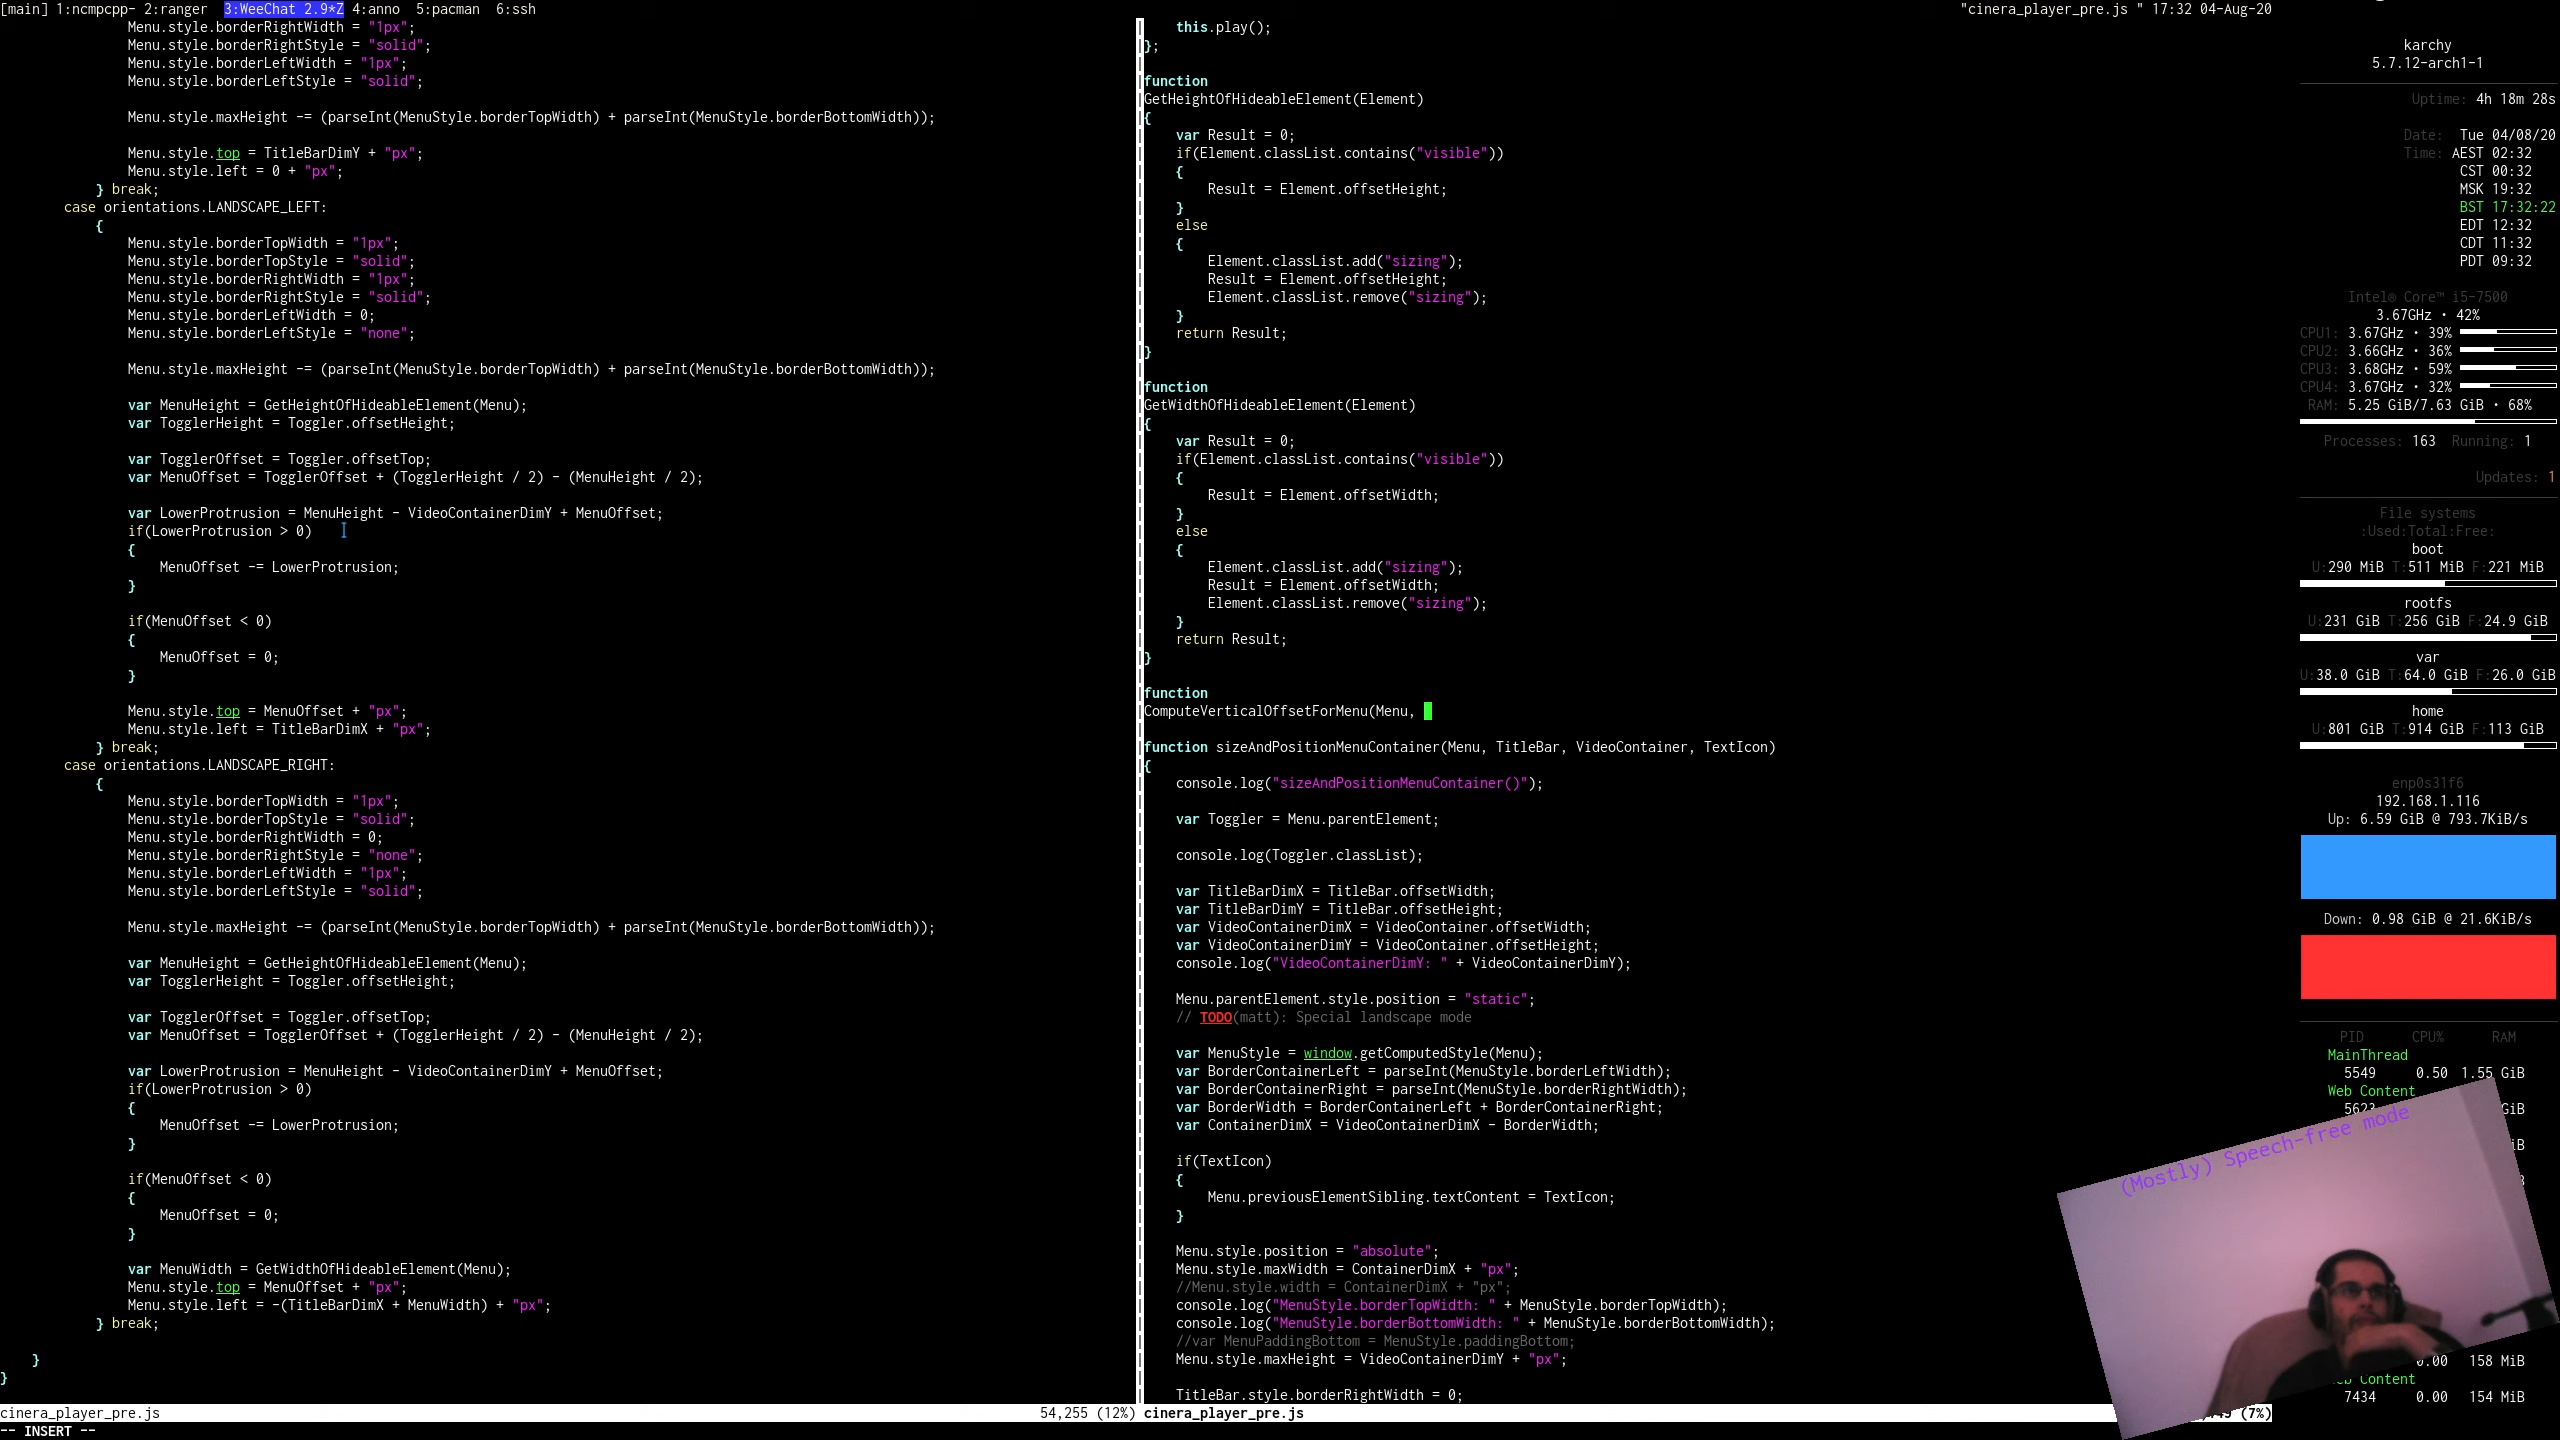 [main] 1:ncmpcpp- 2:ranger  3:WeeChat 2.9*Z 4:anno  5:pacman  6:ssh
"cinera_player_pre.js " 17:32 04-Aug-20
Menu.style.borderRightWidth = "1px";
Menu.style.borderRightStyle = "solid";
Menu.style.borderLeftWidth = "1px";
Menu.style.borderLeftStyle = "solid";
Menu.style.maxHeight -= (parseInt(MenuStyle.borderTopWidth) + parseInt(MenuStyle.borderBottomWidth));
Menu.style.top = TitleBarDimY + "px";
Menu.style.left = 0 + "px";
} break;
case orientations.LANDSCAPE_LEFT:
{
Menu.style.borderTopWidth = "1px";
Menu.style.borderTopStyle = "solid";
Menu.style.borderRightWidth = "1px";
Menu.style.borderRightStyle = "solid";
Menu.style.borderLeftWidth = 0;
Menu.style.borderLeftStyle = "none";
Menu.style.maxHeight -= (parseInt(MenuStyle.borderTopWidth) + parseInt(MenuStyle.borderBottomWidth));
var MenuHeight = GetHeightOfHideableElement(Menu);
var TogglerHeight = Toggler.offsetHeight;
var TogglerOffset = Toggler.offsetTop;
var MenuOffset = TogglerOffset + (TogglerHeight / 2) - (MenuHeight / 2);
var LowerProtrusion = MenuHeight - VideoContainerDimY + MenuOffset;
if(LowerProtrusion > 0)
{
MenuOffset -= LowerProtrusion;
}
if(MenuOffset < 0)
{
MenuOffset = 0;
}
Menu.style.top = MenuOffset + "px";
Menu.style.left = TitleBarDimX + "px";
} break;
case orientations.LANDSCAPE_RIGHT:
{
Menu.style.borderTopWidth = "1px";
Menu.style.borderTopStyle = "solid";
Menu.style.borderRightWidth = 0;
Menu.style.borderRightStyle = "none";
Menu.style.borderLeftWidth = "1px";
Menu.style.borderLeftStyle = "solid";
Menu.style.maxHeight -= (parseInt(MenuStyle.borderTopWidth) + parseInt(MenuStyle.borderBottomWidth));
var MenuHeight = GetHeightOfHideableElement(Menu);
var TogglerHeight = Toggler.offsetHeight;
var TogglerOffset = Toggler.offsetTop;
var MenuOffset = TogglerOffset + (TogglerHeight / 2) - (MenuHeight / 2);
var LowerProtrusion = MenuHeight - VideoContainerDimY + MenuOffset;
if(LowerProtrusion > 0)
{
MenuOffset -= LowerProtrusion;
}
if(MenuOffset < 0)
{
MenuOffset = 0;
}
var MenuWidth = GetWidthOfHideableElement(Menu);
Menu.style.top = MenuOffset + "px";
Menu.style.left = -(TitleBarDimX + MenuWidth) + "px";
} break;
}
}
cinera_player_pre.js 54,255 (12%)
-- INSERT --
this.play();
};
function
GetHeightOfHideableElement(Element)
{
var Result = 0;
if(Element.classList.contains("visible"))
{
Result = Element.offsetHeight;
}
else
{
Element.classList.add("sizing");
Result = Element.offsetHeight;
Element.classList.remove("sizing");
}
return Result;
}
function
GetWidthOfHideableElement(Element)
{
var Result = 0;
if(Element.classList.contains("visible"))
{
Result = Element.offsetWidth;
}
else
{
Element.classList.add("sizing");
Result = Element.offsetWidth;
Element.classList.remove("sizing");
}
return Result;
}
function
ComputeVerticalOffsetForMenu(Menu,
function sizeAndPositionMenuContainer(Menu, TitleBar, VideoContainer, TextIcon)
{
console.log("sizeAndPositionMenuContainer()");
var Toggler = Menu.parentElement;
console.log(Toggler.classList);
var TitleBarDimX = TitleBar.offsetWidth;
var TitleBarDimY = TitleBar.offsetHeight;
var VideoContainerDimX = VideoContainer.offsetWidth;
var VideoContainerDimY = VideoContainer.offsetHeight;
console.log("VideoContainerDimY: " + VideoContainerDimY);
Menu.parentElement.style.position = "static";
// TODO(matt): Special landscape mode
var MenuStyle = window.getComputedStyle(Menu);
var BorderContainerLeft = parseInt(MenuStyle.borderLeftWidth);
var BorderContainerRight = parseInt(MenuStyle.borderRightWidth);
var BorderWidth = BorderContainerLeft + BorderContainerRight;
var ContainerDimX = VideoContainerDimX - BorderWidth;
if(TextIcon)
{
Menu.previousElementSibling.textContent = TextIcon;
}
Menu.style.position = "absolute";
Menu.style.maxWidth = ContainerDimX + "px";
//Menu.style.width = ContainerDimX + "px";
console.log("MenuStyle.borderTopWidth: " + MenuStyle.borderTopWidth);
console.log("MenuStyle.borderBottomWidth: " + MenuStyle.borderBottomWidth);
//var MenuPaddingBottom = MenuStyle.paddingBottom;
Menu.style.maxHeight = VideoContainerDimY + "px";
TitleBar.style.borderRightWidth = 0;
cinera_player_pre.js (7%)
karchy
5.7.12-arch1-1
Uptime: 4h 18m 28s
Date: Tue 04/08/20
Time: AEST 02:32
CST 00:32
MSK 19:32
BST 17:32:22
EDT 12:32
CDT 11:32
PDT 09:32
Intel® Core™ i5-7500
3.67GHz · 42%
CPU1: 3.67GHz · 39%
CPU2: 3.66GHz · 36%
CPU3: 3.68GHz · 59%
CPU4: 3.67GHz · 32%
RAM: 5.25 GiB/7.63 GiB · 68%
Processes: 163  Running: 1
Updates: 1
File systems
:Used:Total:Free:
boot
U:290 MiB T:511 MiB F:221 MiB
rootfs
U:231 GiB T:256 GiB F:24.9 GiB
var
U:38.0 GiB T:64.0 GiB F:26.0 GiB
home
U:801 GiB T:914 GiB F:113 GiB
enp0s31f6
192.168.1.116
Up: 6.59 GiB @ 793.7KiB/s
Down: 0.98 GiB @ 21.6KiB/s
PID CPU% RAM
MainThread
5549 0.50 1.55 GiB
Web Content
GiB
(Mostly) Speech-free mode
0.00 158 MiB
Content
7434 0.00 154 MiB